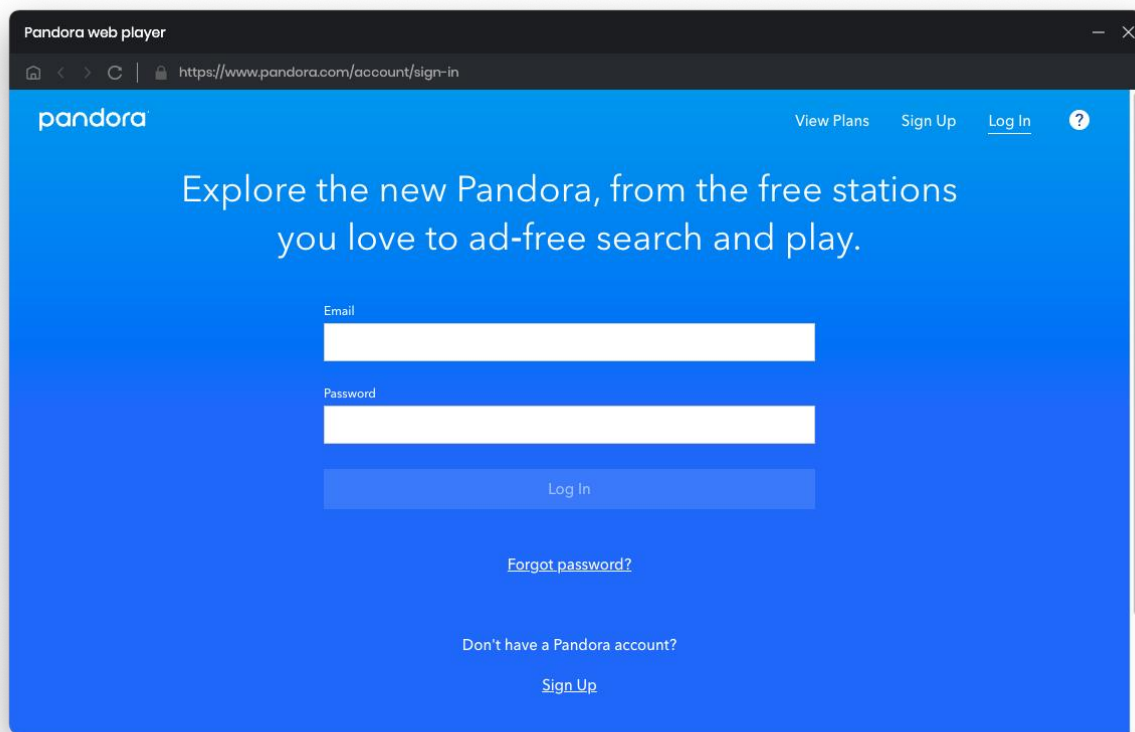 Pandora web player
https://www.pandora.com/account/sign-in
pandora
View Plans Sign Up Log In ?
Explore the new Pandora, from the free stations
you love to ad-free search and play.
Email
Password
Log In
Forgot password?
Don't have a Pandora account?
Sign Up